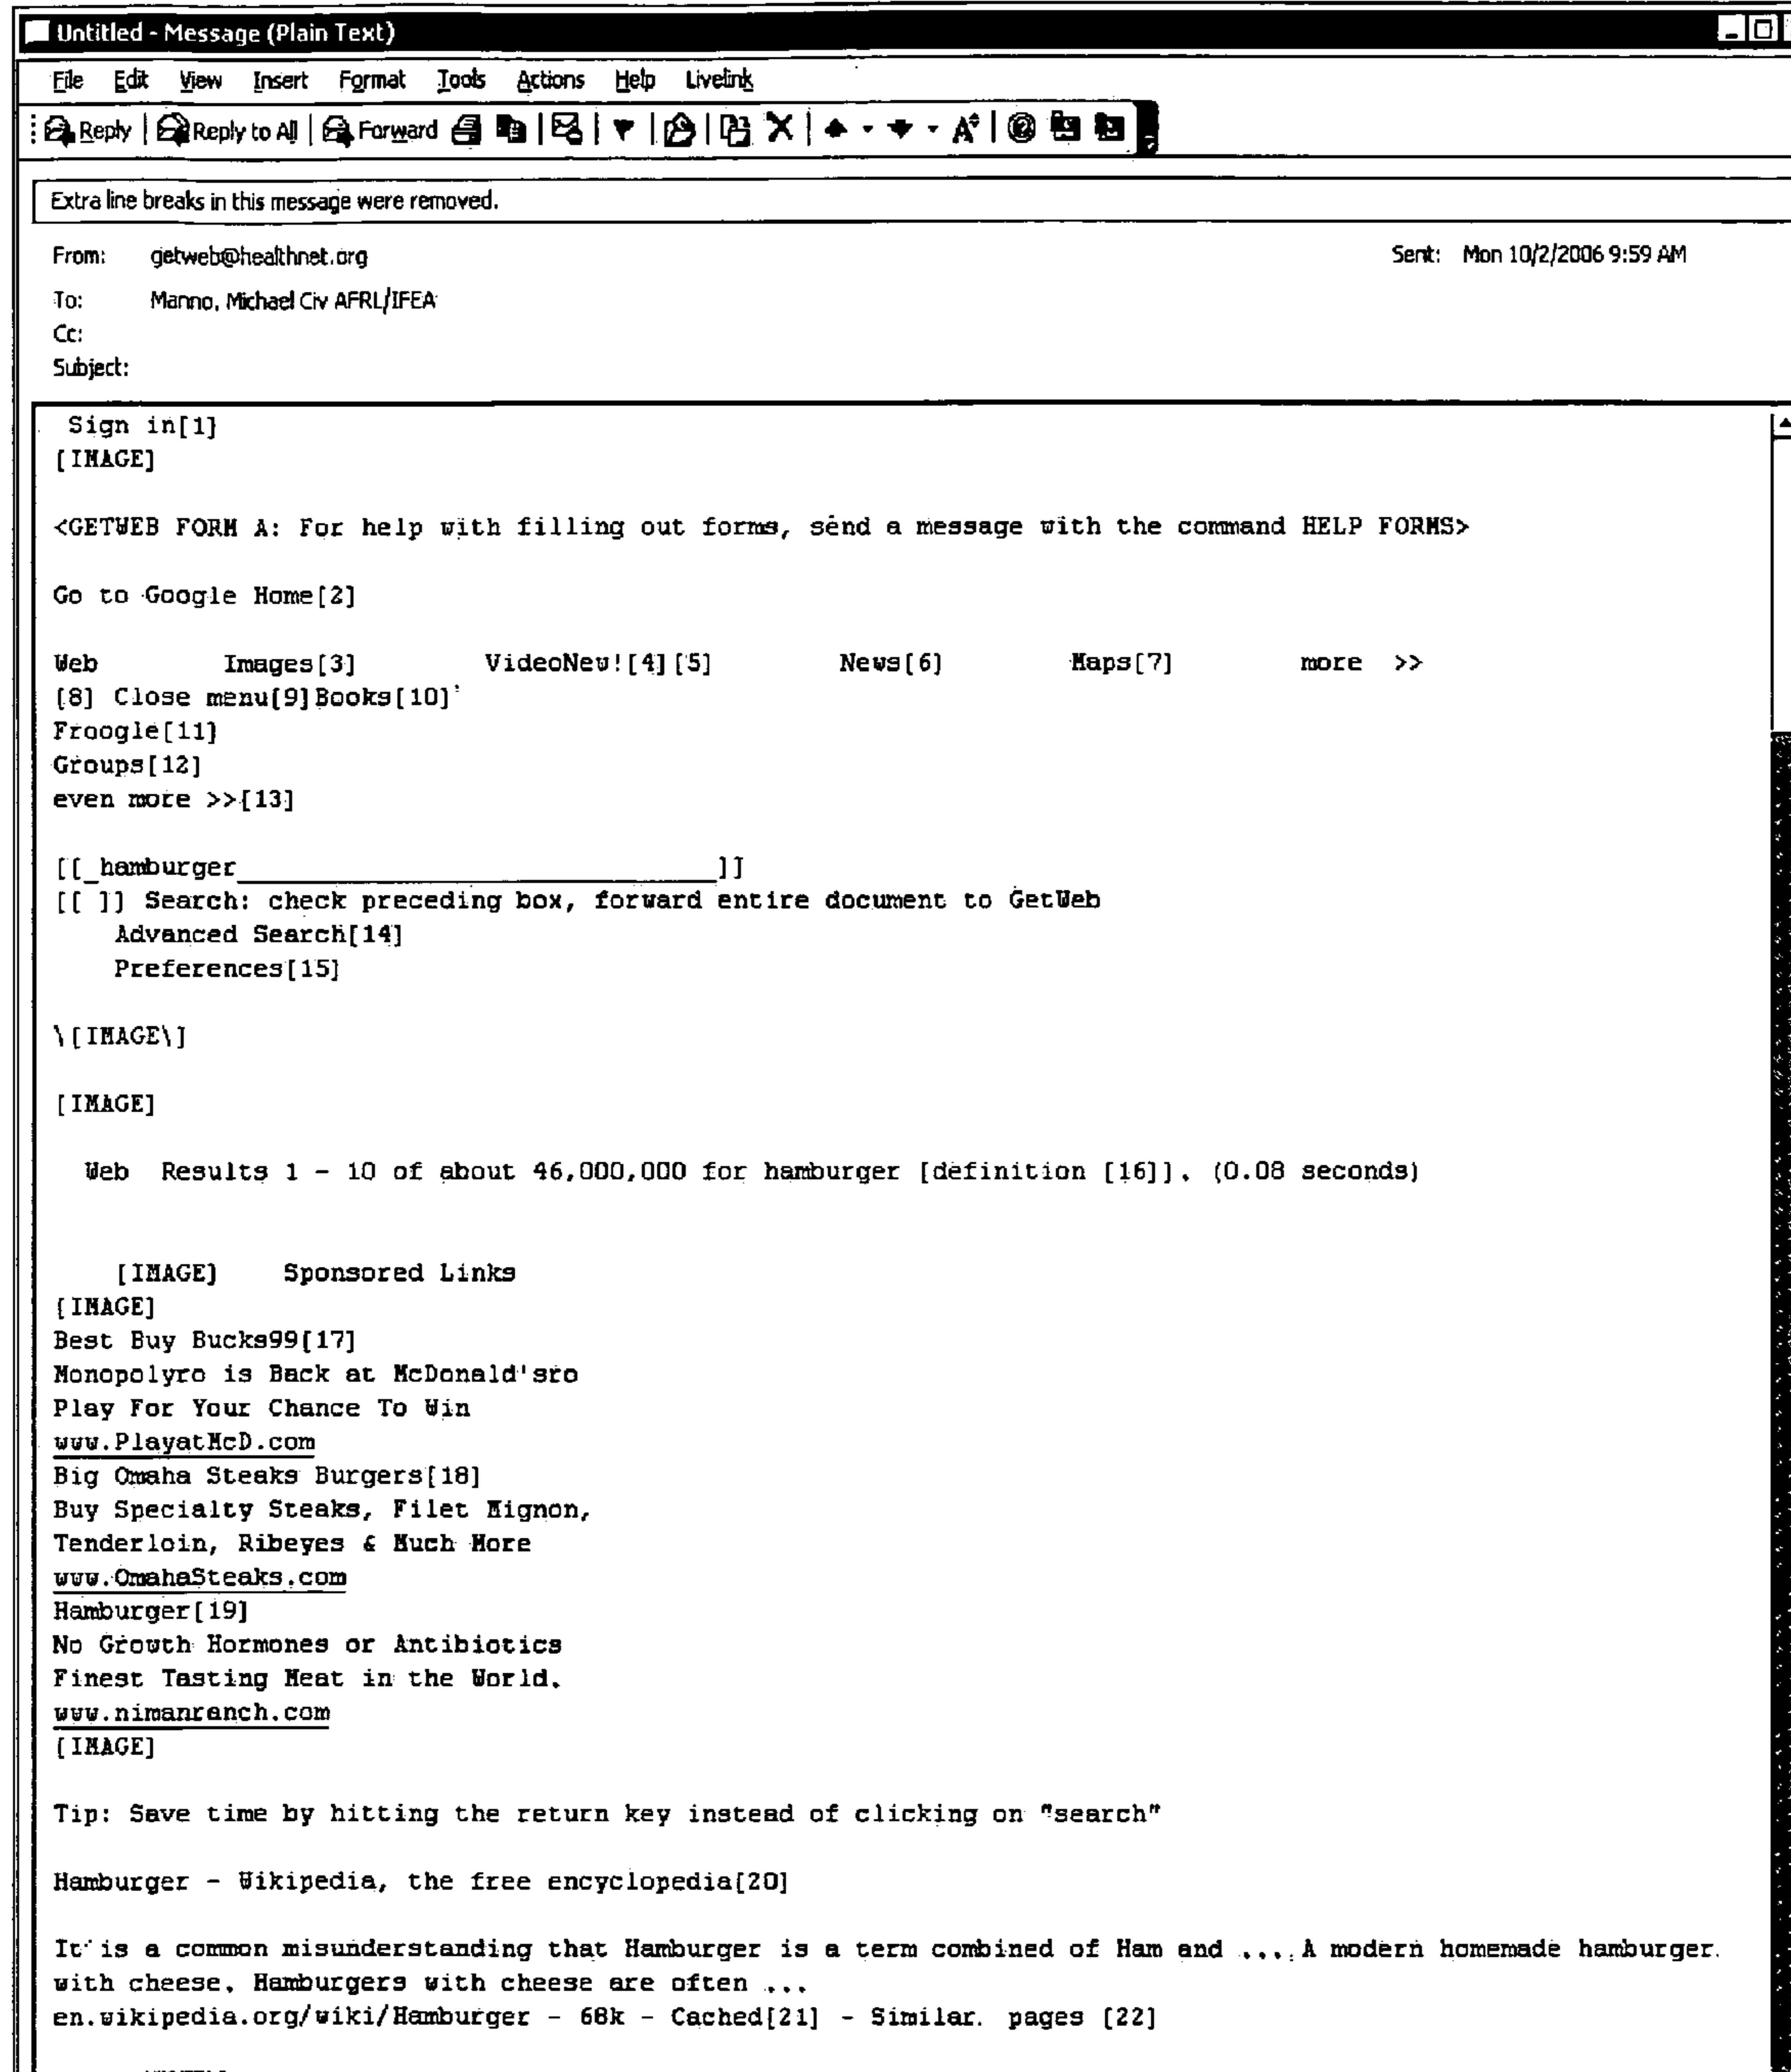 Untitled - Message (Plain Text)
File Edit View Insert Format Tools Actions Help Livelink
Reply Reply to All Forward
Extra line breaks in this message were removed.
From: getweb@healthnet.org Sent: Mon 10/2/2006 9:59 AM
To: Manno, Michael Civ AFRL/IFEA
Cc:
Subject:
Sign in[1]
[IMAGE]
<GETWEB FORM A: For help with filling out forms, send a message with the command HELP FORMS>
Go to Google Home[2]
Web Images[3] VideoNew![4][5] News[6] Maps[7] more >>
[8] Close menu[9]Books[10]
Froogle[11]
Groups[12]
even more >>[13]
[[_hamburger_______________________________]]
[[ ]] Search: check preceding box, forward entire document to GetWeb
Advanced Search[14]
Preferences[15]
\[IMAGE\]
[IMAGE]
Web Results 1 - 10 of about 46,000,000 for hamburger [definition [16]]. (0.08 seconds)
[IMAGE] Sponsored Links
[IMAGE]
Best Buy Bucks99[17]
Monopolyro is Back at McDonald'sro
Play For Your Chance To Win
www.PlayatMcD.com
Big Omaha Steaks Burgers[18]
Buy Specialty Steaks, Filet Mignon,
Tenderloin, Ribeyes & Much More
www.OmahaSteaks.com
Hamburger[19]
No Growth Hormones or Antibiotics
Finest Tasting Meat in the World.
www.nimanranch.com
[IMAGE]
Tip: Save time by hitting the return key instead of clicking on "search"
Hamburger - Wikipedia, the free encyclopedia[20]
It is a common misunderstanding that Hamburger is a term combined of Ham and .... A modern homemade hamburger
with cheese. Hamburgers with cheese are often ...
en.wikipedia.org/wiki/Hamburger - 68k - Cached[21] - Similar pages [22]